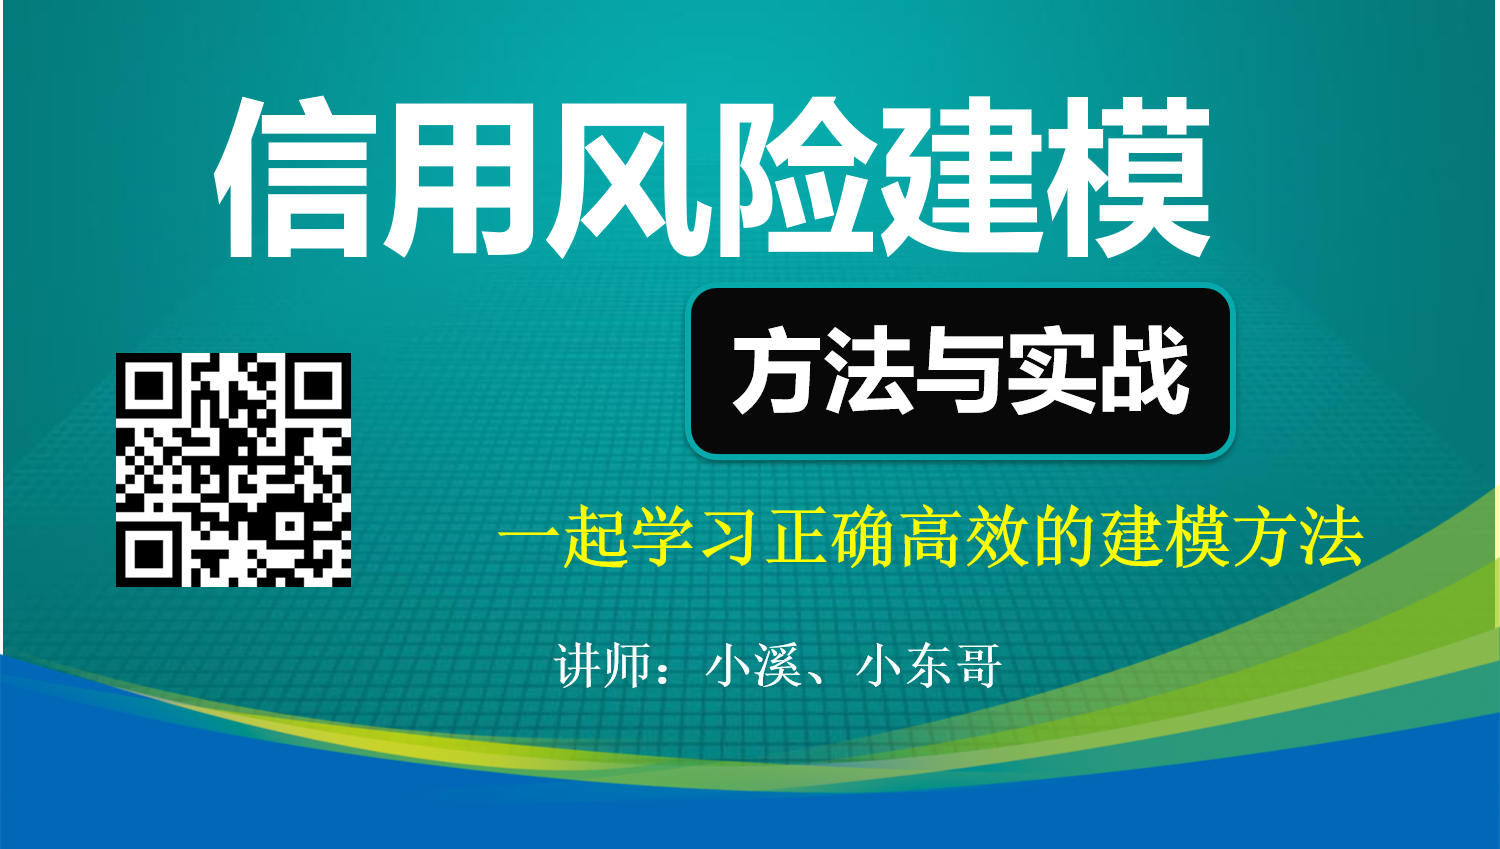 信用风险建模
方法与实战
一起学习正确高效的建模方法
讲师：小溪、小东哥